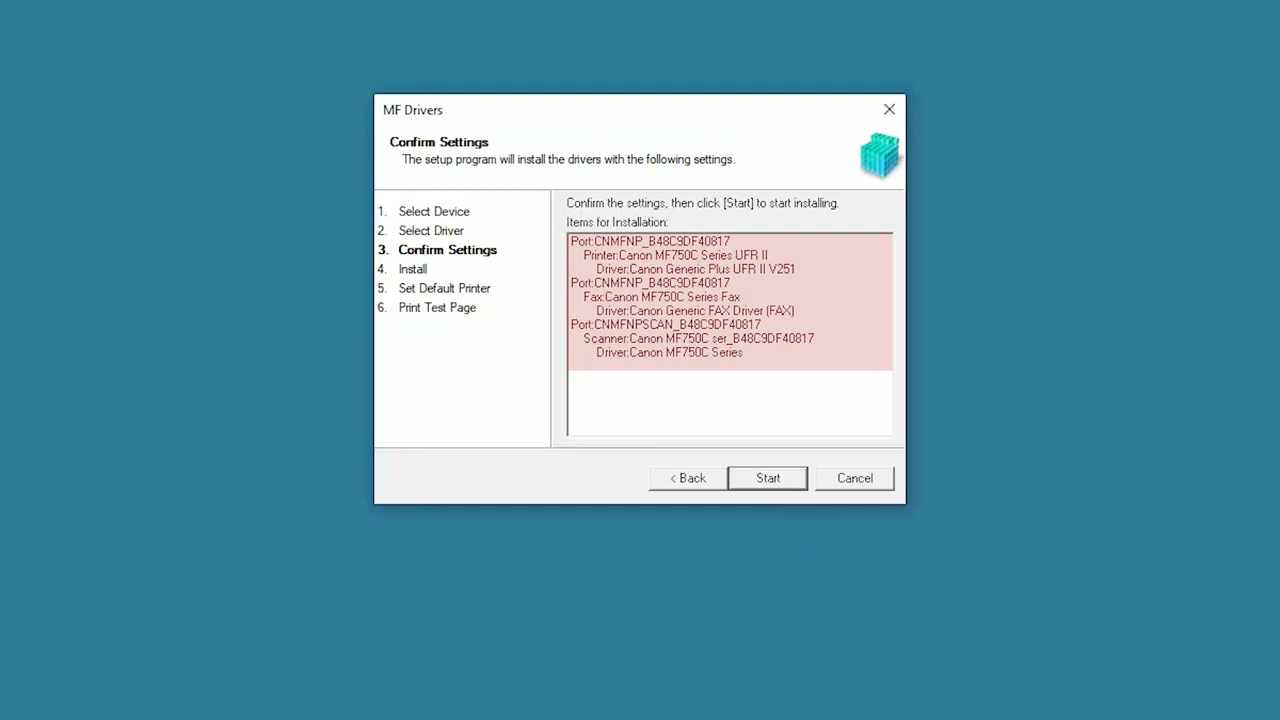 MF Drivers
Confirm Settings
The setup program will install the drivers with the following settings.
1. Select Device
2. Select Driver
3. Confirm Settings
4. Install
5. Set Default Printer
6. Print Test Page
Confirm the settings, then click [Start] to start installing.
Items for Installation:
Port:CNMFNP_B48C9DF40817
Printer:Canon MF750C Series UFR II
Driver:Canon Generic Plus UFR II V251
Port:CNMFNP_B48C9DF40817
Fax:Canon MF750C Series Fax
Driver:Canon Generic FAX Driver (FAX)
Port:CNMFNPSCAN_B48C9DF40817
Scanner:Canon MF750C ser_B48C9DF40817
Driver:Canon MF750C Series
< Back
Start
Cancel